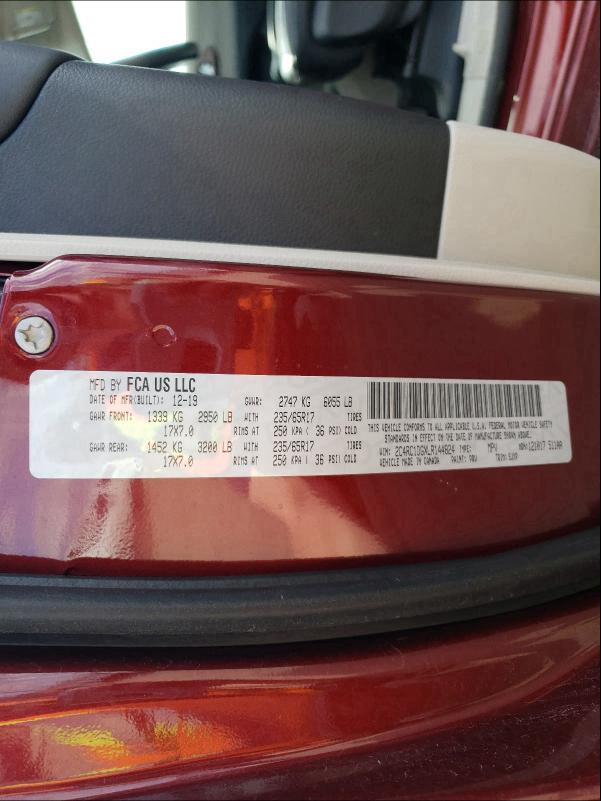 MFD BY FCA US LLC
DATE OF MFR(BUILT): 12-19 GVWR: 2747 KG 6055 LB
GAWR FRONT: 1339 KG 2950 LB WITH 235/65R17 TIRES
17X7.0 RIMS AT 250 KPA ( 36 PSI) COLD
GAWR REAR: 1452 KG 3200 LB WITH 235/65R17 TIRES
17X7.0 RIMS AT 250 KPA ( 36 PSI) COLD
THIS VEHICLE CONFORMS TO ALL APPLICABLE U.S.A. FEDERAL MOTOR VEHICLE SAFETY
STANDARDS IN EFFECT ON THE DATE OF MANUFACTURE SHOWN ABOVE.
VIN: TYPE: MPV MDH: 121017
VEHICLE MADE IN CANADA PAINT: TRIM: